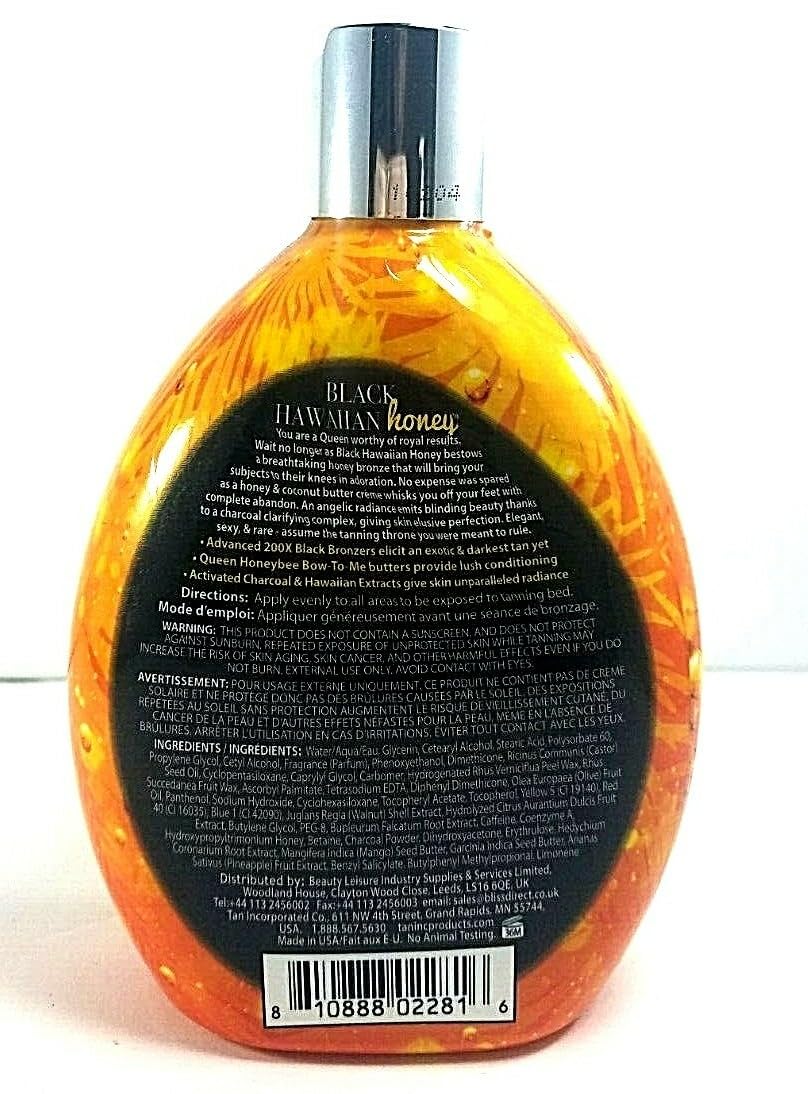 BLACK
HAWAIIAN honey
You are a Queen worthy of royal results.
Wait no longer as Black Hawaiian Honey bestows
a breathtaking honey bronze that will bring your
subjects to their knees in adoration. No expense was spared
as a honey & coconut butter creme whisks you off your feet with
complete abandon. An angelic radiance emits blinding beauty thanks
to a charcoal clarifying complex, giving skin elusive perfection. Elegant,
sexy, & rare - assume the tanning throne you were meant to rule.
• Advanced 200X Black Bronzers elicit an exotic & darkest tan yet
• Queen Honeybee Bow-To-Me butters provide lush conditioning
• Activated Charcoal & Hawaiian Extracts give skin unparalleled radiance
Directions: Apply evenly to all areas to be exposed to tanning bed.
Mode d'emploi: Appliquer généreusement avant une séance de bronzage.
WARNING: THIS PRODUCT DOES NOT CONTAIN A SUNSCREEN, AND DOES NOT PROTECT
AGAINST SUNBURN, REPEATED EXPOSURE OF UNPROTECTED SKIN WHILE TANNING MAY
INCREASE THE RISK OF SKIN AGING, SKIN CANCER, AND OTHER HARMFUL EFFECTS EVEN IF YOU DO
NOT BURN. EXTERNAL USE ONLY, AVOID CONTACT WITH EYES.
AVERTISSEMENT: POUR USAGE EXTERNE UNIQUEMENT. CE PRODUIT NE CONTIENT PAS DE CREME
SOLAIRE ET NE PROTÈGE DONC PAS DES BRÛLURES CAUSÉES PAR LE SOLEIL. DES EXPOSITIONS
RÉPÉTÉES AU SOLEIL SANS PROTECTION AUGMENTENT LE RISQUE DE VIEILLISSEMENT CUTANÉ, DU
CANCER DE LA PEAU ET D'AUTRES EFFETS NÉFASTES POUR LA PEAU, MEME EN L'ABSENCE DE
BRÛLURES, ARRÊTER L'UTILISATION EN CAS D'IRRITATIONS. ÉVITER TOUT CONTACT AVEC LES YEUX.
INGREDIENTS / INGRÉDIENTS: Water/Aqua/Eau, Glycerin, Cetearyl Alcohol, Stearic Acid, Polysorbate 60,
Propylene Glycol, Cetyl Alcohol, Fragrance (Parfum), Phenoxyethanol, Dimethicone, Ricinus Communis (Castor)
Seed Oil, Cyclopentasiloxane, Caprylyl Glycol, Carbomer, Hydrogenated Rhus Verniciflua Peel Wax, Rhus
Succedanea Fruit Wax, Ascorbyl Palmitate, Tetrasodium EDTA, Diphenyl Dimethicone, Olea Europaea (Olive) Fruit
Oil, Panthenol, Sodium Hydroxide, Cyclohexasiloxane, Tocopheryl Acetate, Tocopherol, Yellow 5 (CI 19140), Red
40 (CI 16035), Blue 1 (CI 42090), Juglans Regia (Walnut) Shell Extract, Hydrolyzed Citrus Aurantium Dulcis Fruit
Extract, Butylene Glycol, PEG-8, Bupleurum Falcatum Root Extract, Caffeine, Coenzyme A,
Hydroxypropyltrimonium Honey, Betaine, Charcoal Powder, Dihydroxyacetone, Erythrulose, Hedychium
Coronarium Root Extract, Mangifera Indica (Mango) Seed Butter, Garcinia Indica Seed Butter, Ananas
Sativus (Pineapple) Fruit Extract, Benzyl Salicylate, Butylphenyl Methylpropional, Limonene
Distributed by: Beauty Leisure Industry Supplies & Services Limited,
Woodland House, Clayton Wood Close, Leeds, LS16 6QE, UK
Tel:+44 113 2456002 Fax:+44 113 2456003 email: sales@blissdirect.co.uk
Tan Incorporated Co., 611 NW 4th Street, Grand Rapids, MN 55744,
USA. 1.888.567.5630 tanincproducts.com
Made in USA/Fait aux E U. No Animal Testing. 36M
8 10888 02281 6